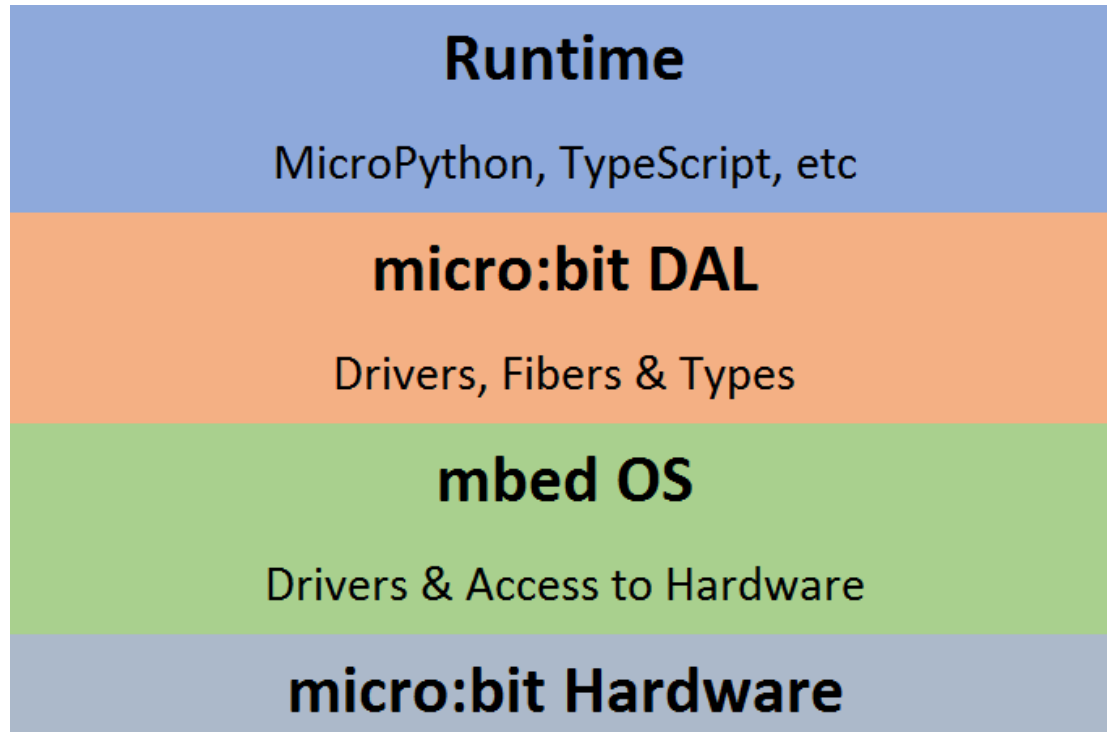 Runtime
MicroPython, TypeScript, etc
micro:bit DAL
Drivers, Fibers & Types
mbed OS
Drivers & Access to Hardware
micro:bit Hardware